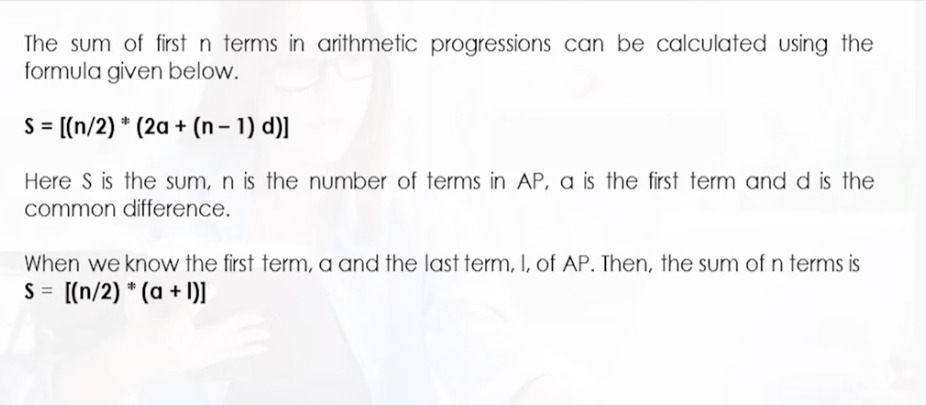 The sum of first n terms in arithmetic progressions can be calculated using the
formula given below.
S = [(n/2) * (2a + (n – 1) d)]
Here S is the sum, n is the number of terms in AP, a is the first term and d is the
common difference.
When we know the first term, a and the last term, l, of AP. Then, the sum of n terms is
S = [(n/2) * (a + l)]